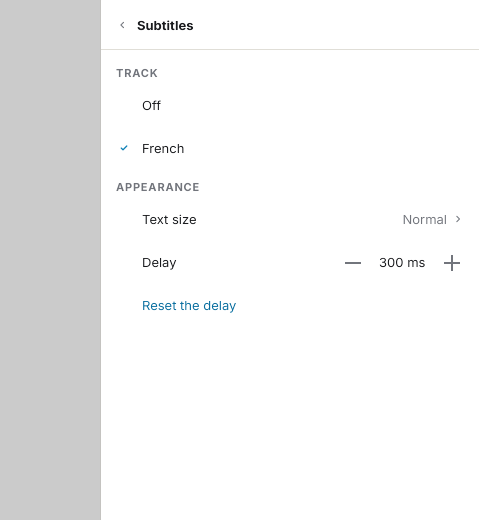 Subtitles
TRACK
Off
French
APPEARANCE
Text size Normal
Delay 300 ms
Reset the delay